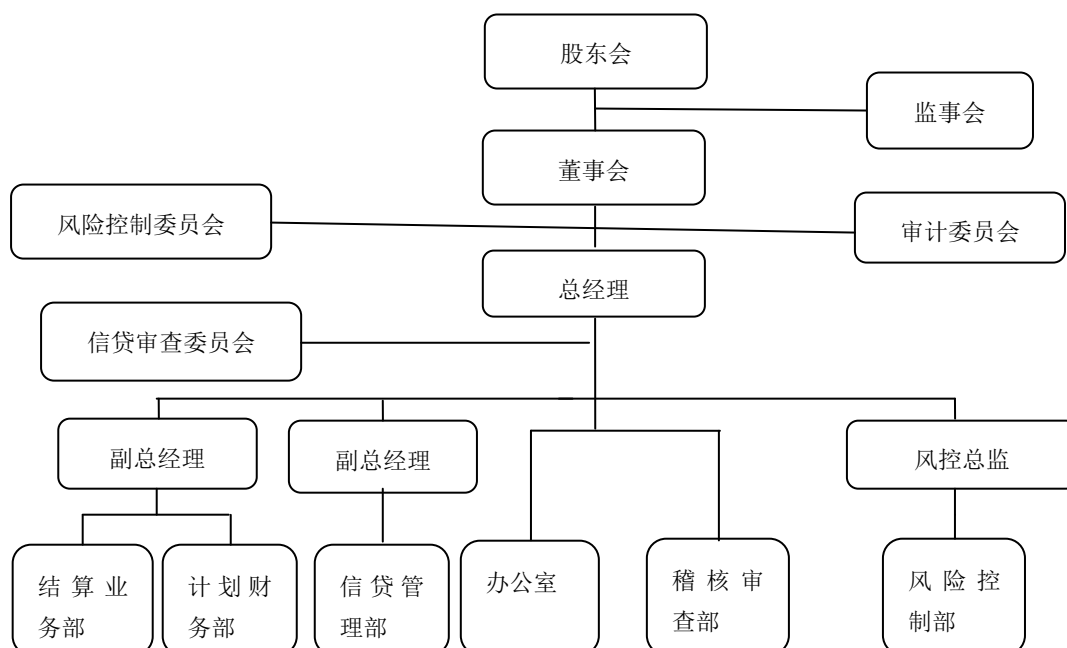 股东会
监事会
董事会
风险控制委员会
审计委员会
总经理
信贷审查委员会
副总经理
副总经理
风控总监
结算业
务部
计划财
务部
信贷管
理部
办公室
稽核审
查部
风险控
制部